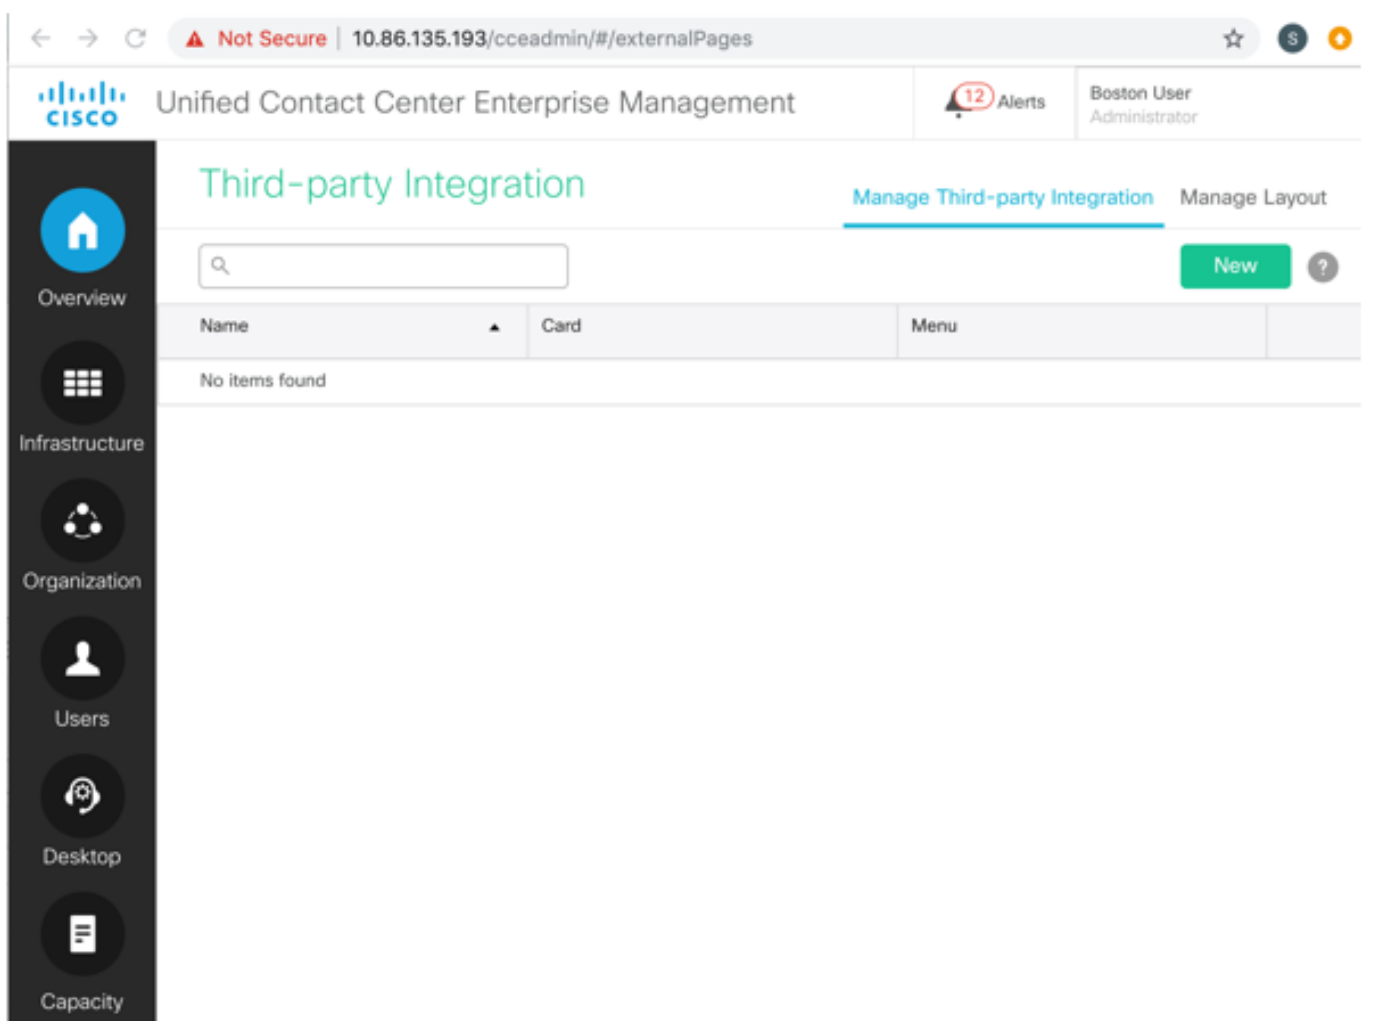 Not Secure | 10.86.135.193/cceadmin/#/externalPages
S
CISCO
Unified Contact Center Enterprise Management
12 Alerts
Boston User
Administrator
Third-party Integration
Manage Third-party Integration
Manage Layout
New
?
Name
Card
Menu
No items found
Overview
Infrastructure
Organization
Users
Desktop
Capacity